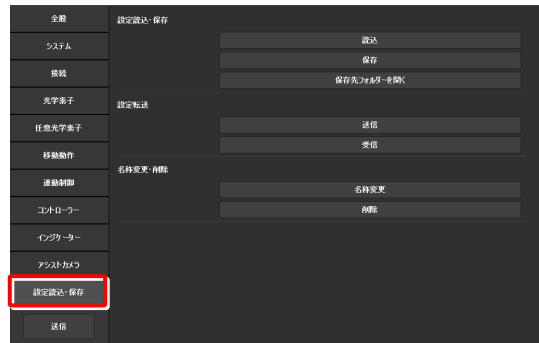 全般
システム
接続
光学素子
任意光学素子
移動動作
連動制御
コントローラー
インジケーター
アシストカメラ
設定読込・保存
送信
設定読込・保存
読込
保存
保存先フォルダーを開く
設定転送
送信
受信
名称変更・削除
名称変更
削除